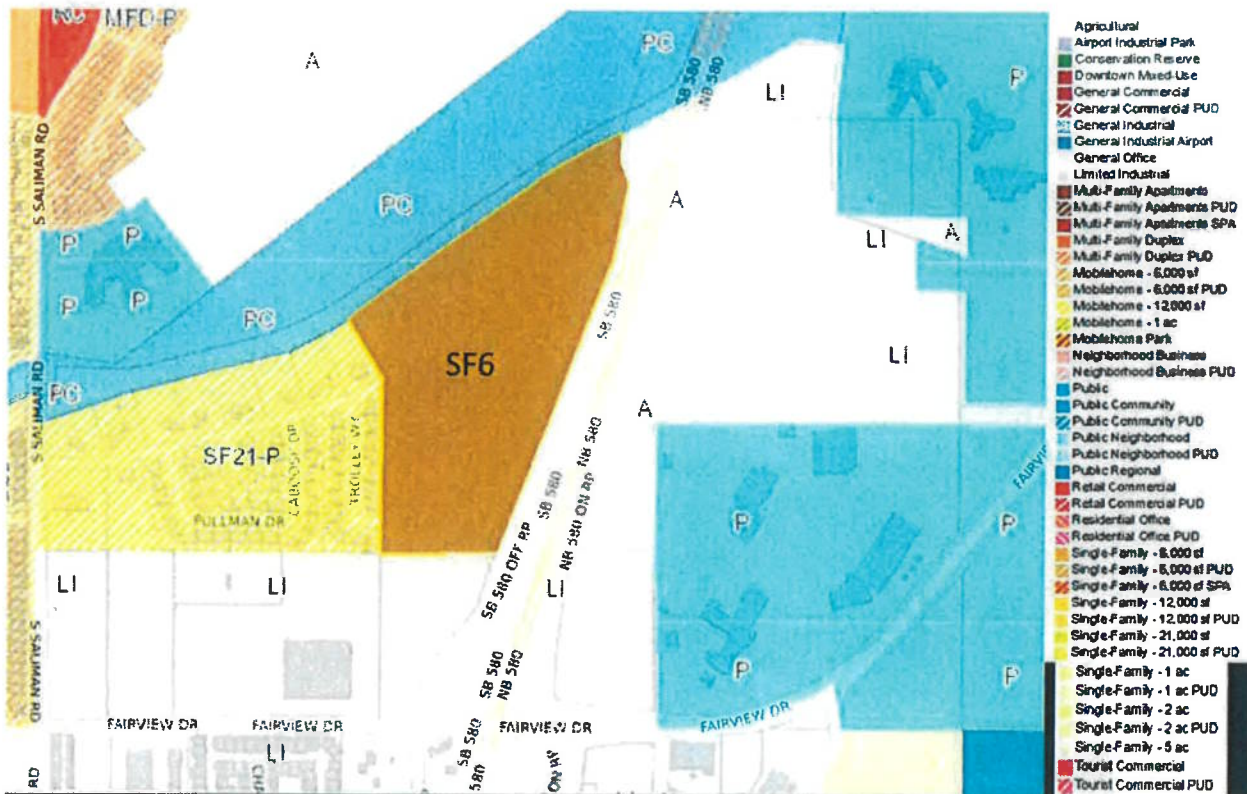 RC
MFD-P
A
PC
SB 580
NB 580
LI
P
S SALIMAN RD
P
P
P
P
PC
PC
PC
A
LI
A
SB 580
LI
SF6
S SALIMAN RD
SF21-P
CABOOSE DR
TROLLEY WY
PULLMAN DR
A
NB 580
SB 580
NB 580 ON RP
SB 580 OFF RP
FAIRVIEW
P
P
LI
LI
LI
S SALIMAN RD
SB 580
NB 580
P
P
FAIRVIEW DR
FAIRVIEW DR
FAIRVIEW DR
FAIRVIEW DR
LI
SB 580
580
ON RP
RD
Agricultural
Airport Industrial Park
Conservation Reserve
Downtown Mixed-Use
General Commercial
General Commercial PUD
General Industrial
General Industrial Airport
General Office
Limited Industrial
Multi-Family Apartments
Multi-Family Apartments PUD
Multi-Family Apartments SPA
Multi-Family Duplex
Multi-Family Duplex PUD
Mobilehome - 6,000 sf
Mobilehome - 6,000 sf PUD
Mobilehome - 12,000 sf
Mobilehome - 1 ac
Mobilehome Park
Neighborhood Business
Neighborhood Business PUD
Public
Public Community
Public Community PUD
Public Neighborhood
Public Neighborhood PUD
Public Regional
Retail Commercial
Retail Commercial PUD
Residential Office
Residential Office PUD
Single-Family - 6,000 sf
Single-Family - 6,000 sf PUD
Single-Family - 6,000 sf SPA
Single-Family - 12,000 sf
Single-Family - 12,000 sf PUD
Single-Family - 21,000 sf
Single-Family - 21,000 sf PUD
Single-Family - 1 ac
Single-Family - 1 ac PUD
Single-Family - 2 ac
Single-Family - 2 ac PUD
Single-Family - 5 ac
Tourist Commercial
Tourist Commercial PUD